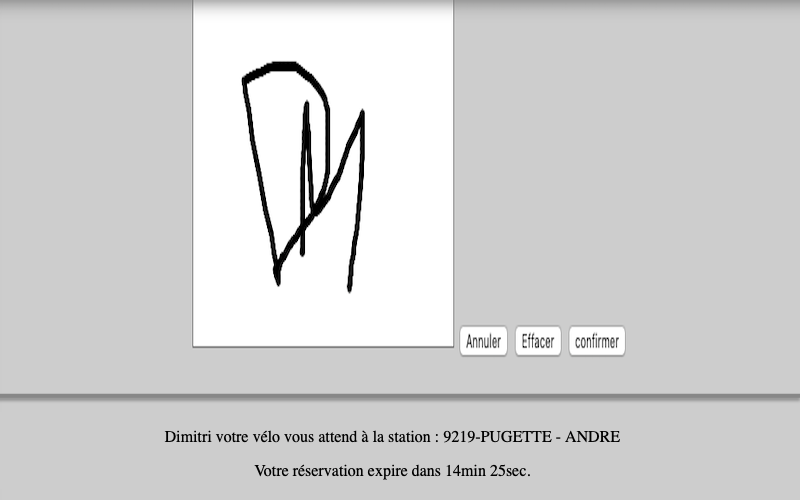 DM
Annuler Effacer confirmer
Dimitri votre vélo vous attend à la station : 9219-PUGETTE - ANDRE
Votre réservation expire dans 14min 25sec.